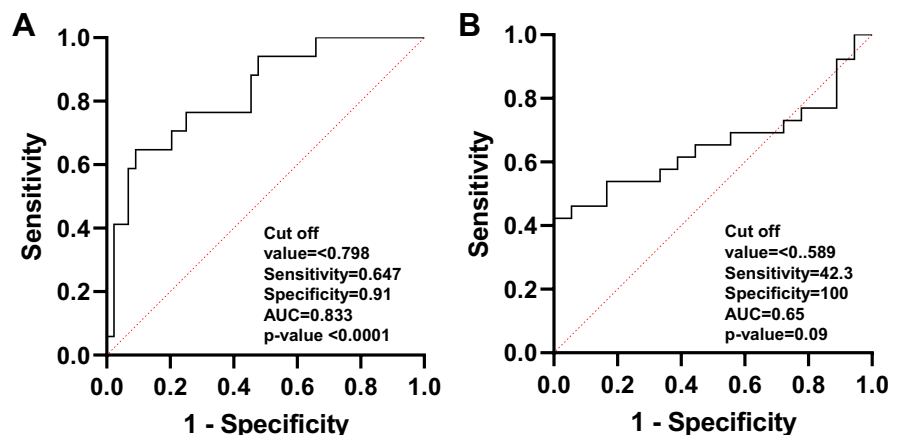 A
Sensitivity
1.0
0.8
0.6
0.4
0.2
0.0
Cut off
value=<0.798
Sensitivity=0.647
Specificity=0.91
AUC=0.833
p-value <0.0001
0.0 0.2 0.4 0.6 0.8 1.0
1 - Specificity
B
Sensitivity
1.0
0.8
0.6
0.4
0.2
0.0
Cut off
value=<0..589
Sensitivity=42.3
Specificity=100
AUC=0.65
p-value=0.09
0.0 0.2 0.4 0.6 0.8 1.0
1 - Specificity